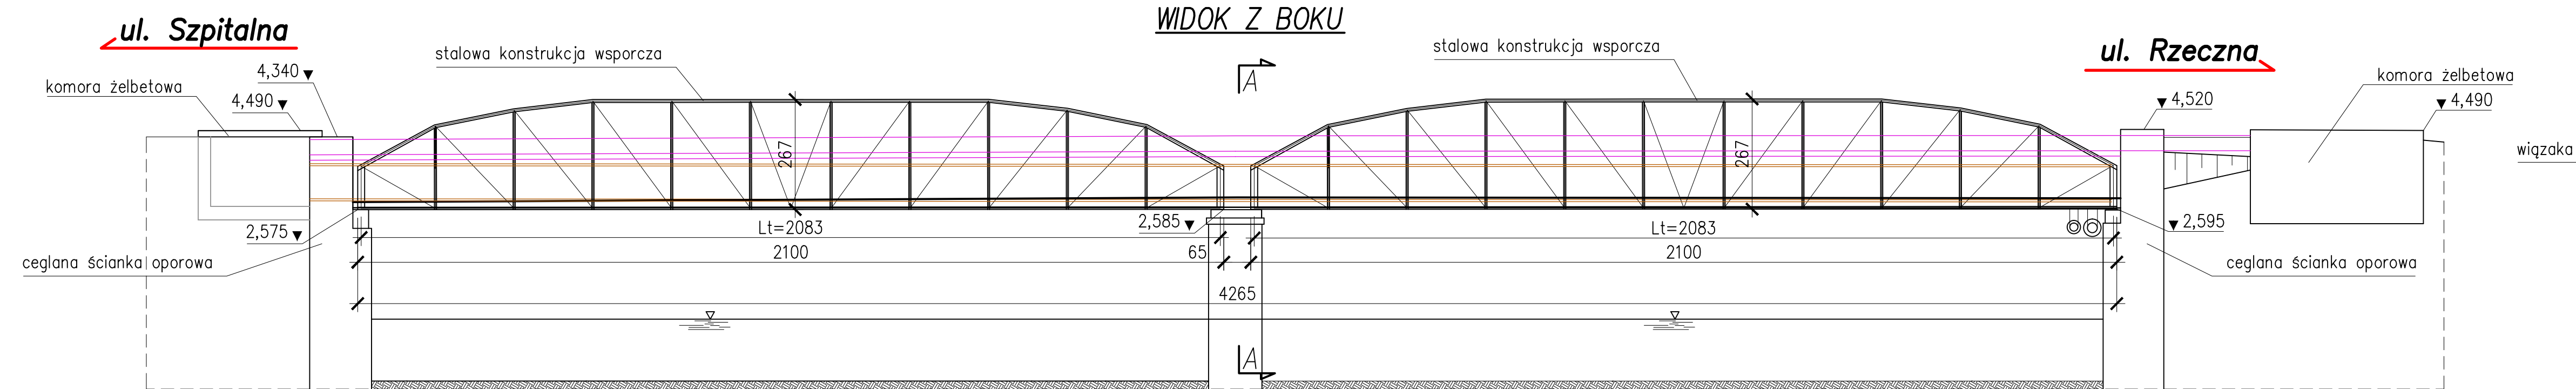 WIDOK Z BOKU
ul. Szpitalna
ul. Rzeczna
stalowa konstrukcja wsporcza
stalowa konstrukcja wsporcza
komora żelbetowa
4,340
4,490
A
komora żelbetowa
4,520
4,490
wiązaka
267
267
2,575
2,585
2,595
Lt=2083
Lt=2083
2100
65
2100
ceglana ścianka oporowa
ceglana ścianka oporowa
4265
A